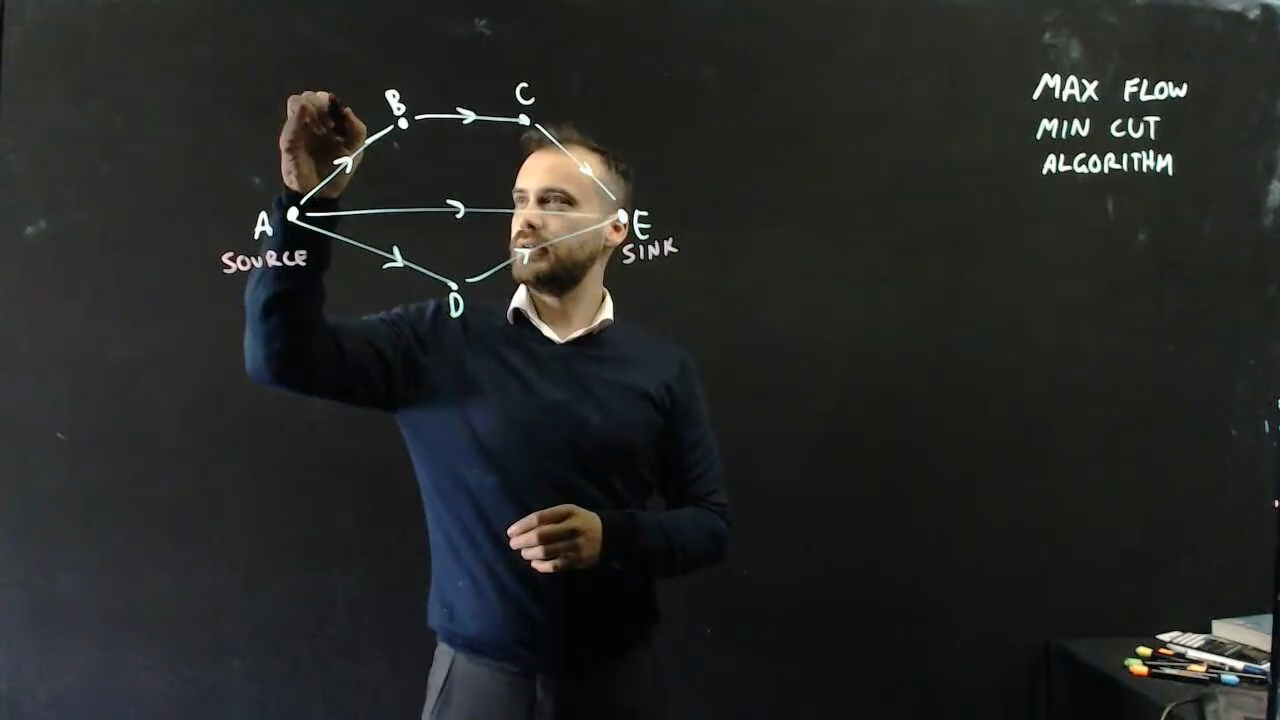 B
C
A
SOURCE
E
SINK
D
MAX FLOW
MIN CUT
ALGORITHM